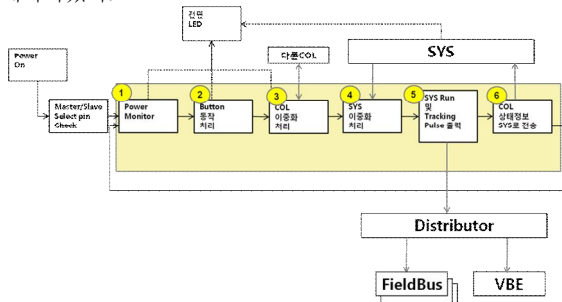 전면
LED
SYS
다른COL
Power
On
Master/Slave
Select pin
Check
1
Power
Monitor
2
Button
동작
처리
3
COL
이중화
처리
4
SYS
이중화
처리
5
SYS Run
및
Tracking
Pulse 출력
6
COL
상태정보
SYS로 전송
Distributor
FieldBus
VBE